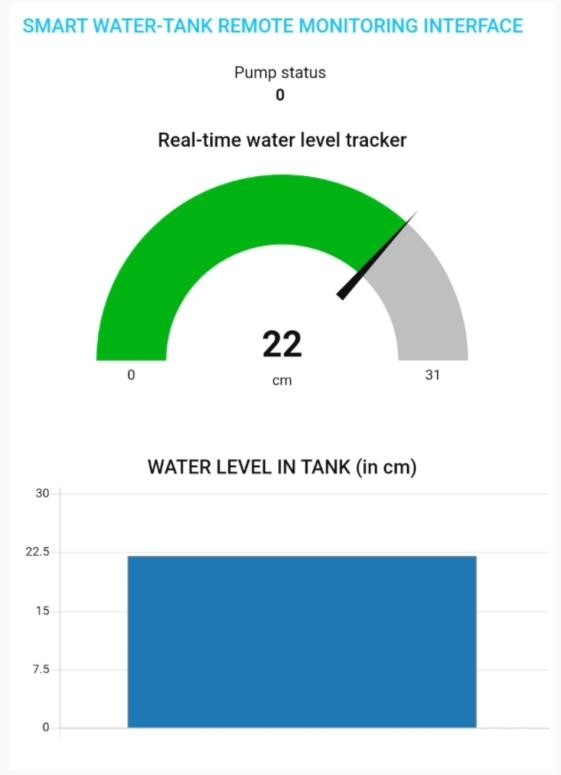 SMART WATER-TANK REMOTE MONITORING INTERFACE
Pump status
0
Real-time water level tracker
22
0
cm
31
WATER LEVEL IN TANK (in cm)
30
22.5
15
7.5
0